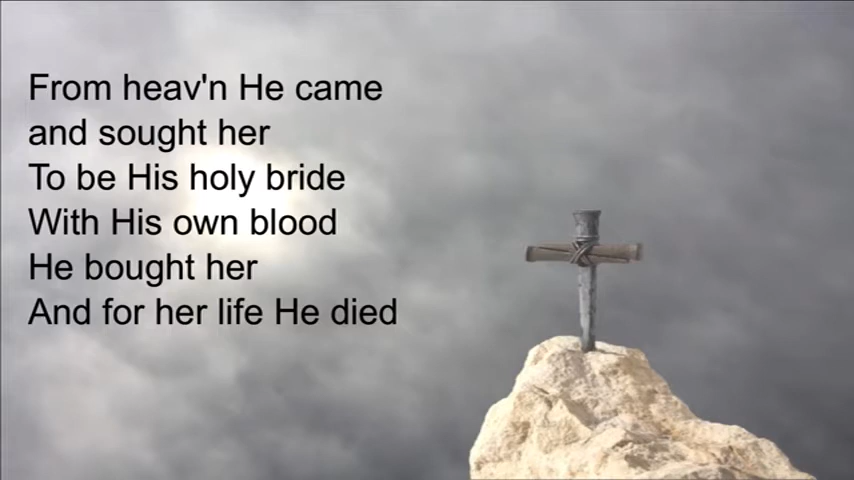 From heav'n He came
and sought her
To be His holy bride
With His own blood
He bought her
And for her life He died